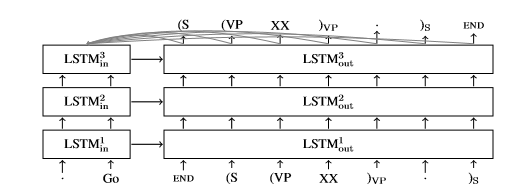 (S (VP XX )VP . )S END
LSTM³in LSTM³out
LSTM²in LSTM²out
LSTM¹in LSTM¹out
. Go END (S (VP XX )VP . )S